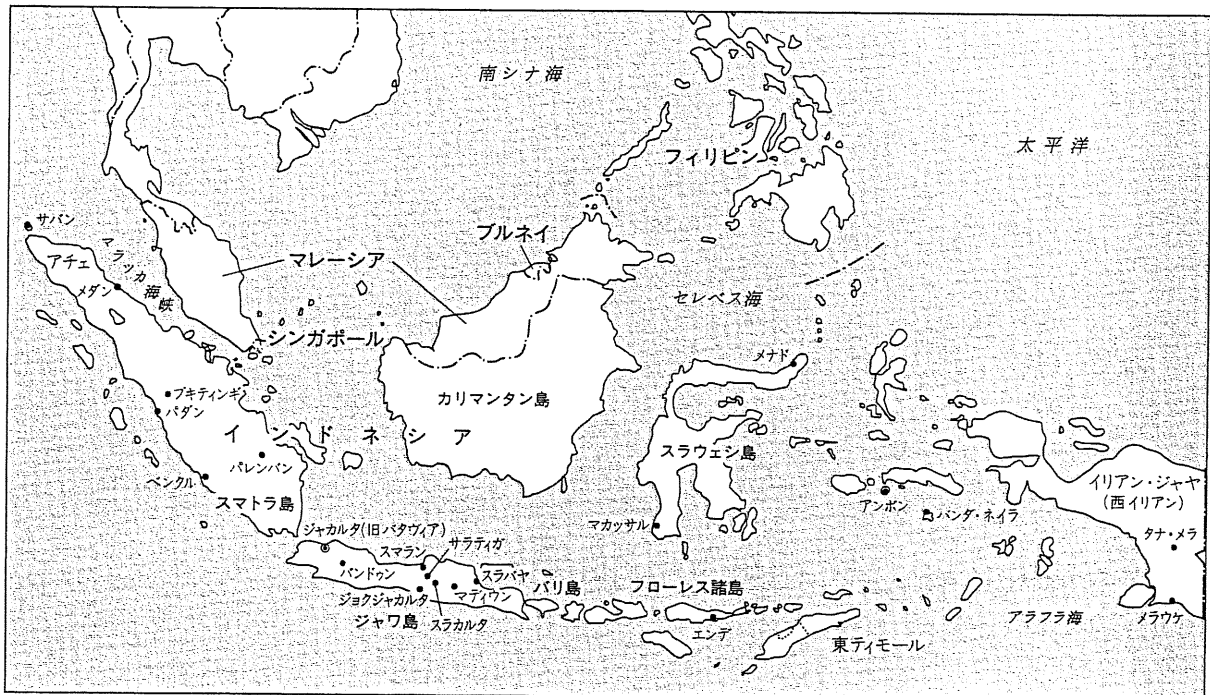 南シナ海
太平洋
フィリピン
サバン
アチェ
マラッカ海峡
メダン
マレーシア
ブルネイ
セレベス海
シンガポール
メナド
ブキティンギ
パダン
カリマンタン島
インドネシア
スラウェシ島
パレンバン
ベンクル
スマトラ島
イリアン・ジャヤ
(西イリアン)
アンボン
バンダ・ネイラ
マカッサル
タナ・メラ
ジャカルタ(旧バタヴィア)
スマラン
サラティガ
バンドゥン
スラバヤ
バリ島
フローレス諸島
ジョクジャカルタ
マディウン
ジャワ島
スラカルタ
エンデ
東ティモール
アラフラ海
メラウケ